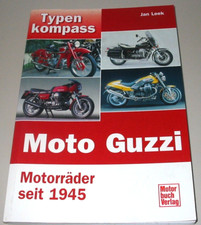 Typen
kompass
Jan Leek
Moto Guzzi
Motorräder
seit 1945
Motor
buch
Verlag